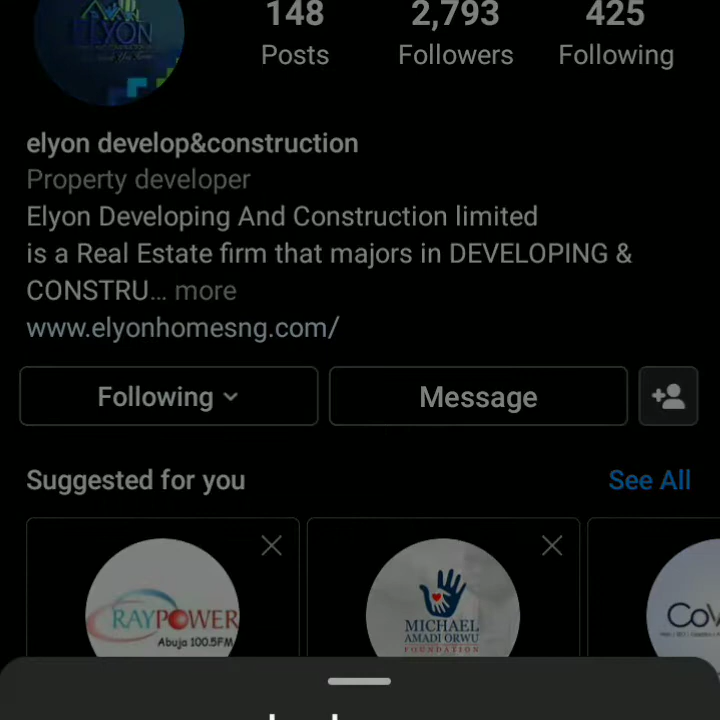 ELYON
148
2,793
425
Posts
Followers
Following
elyon develop&construction
Property developer
Elyon Developing And Construction limited
is a Real Estate firm that majors in DEVELOPING &
CONSTRU... more
www.elyonhomesng.com/
Following
Message
Suggested for you
See All
RAYPOWER
Abuja 100.5FM
MICHAEL
AMADI ORWU
FOUNDATION